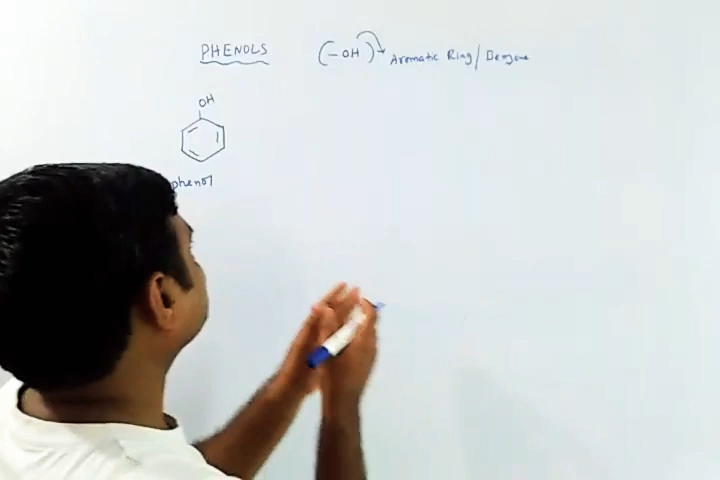 PHENOLS (-OH) → Aromatic Ring / Benzene
OH
phenol